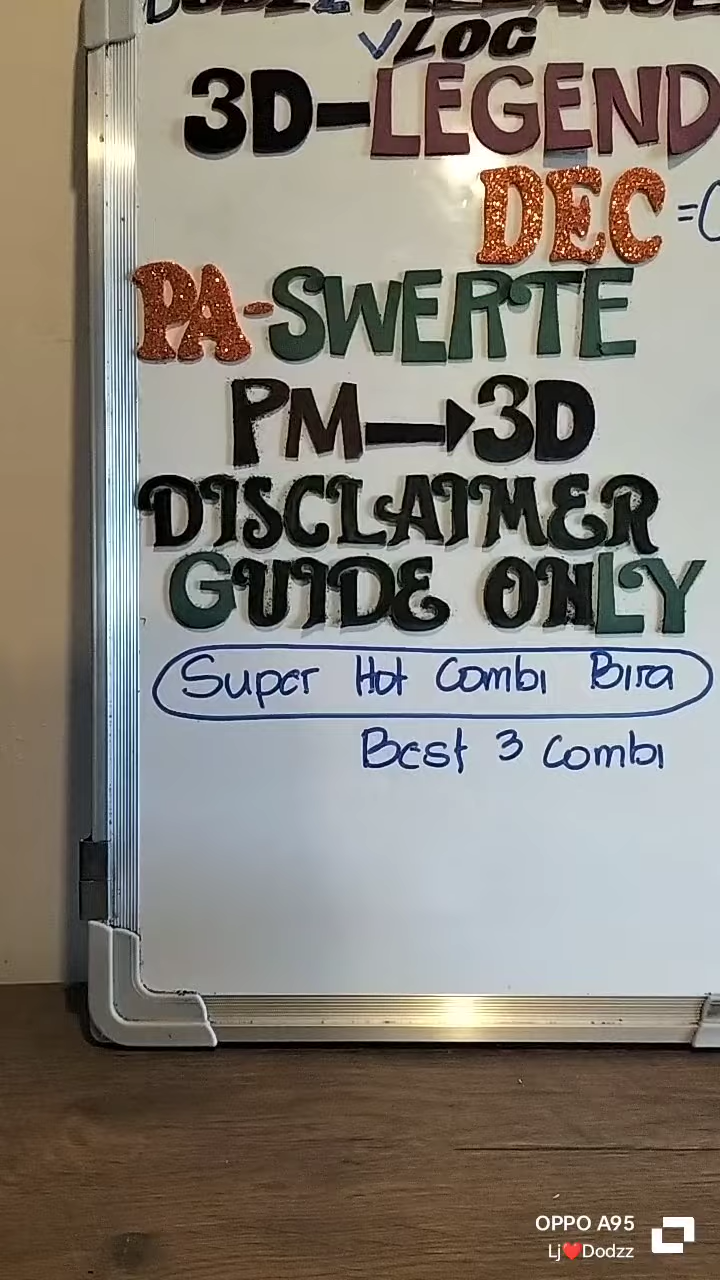 VLOG
3D-LEGEND
DEC =
PA-SWERTE
PM→3D
DISCLAIMER
GUIDE ONLY
Super Hot Combi Bira
Best 3 Combi
OPPO A95
Lj❤️Dodzz